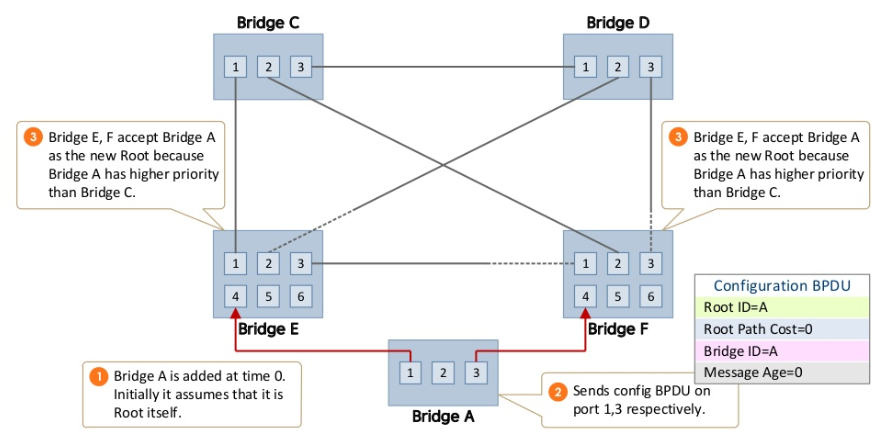 Bridge C
Bridge D
1 2 3
1 2 3
3 Bridge E, F accept Bridge A
as the new Root because
Bridge A has higher priority
than Bridge C.
3 Bridge E, F accept Bridge A
as the new Root because
Bridge A has higher priority
than Bridge C.
1 2 3
4 5 6
Bridge E
1 2 3
4 5 6
Bridge F
Configuration BPDU
Root ID=A
Root Path Cost=0
Bridge ID=A
Message Age=0
1 Bridge A is added at time 0.
Initially it assumes that it is
Root itself.
1 2 3
Bridge A
2 Sends config BPDU on
port 1,3 respectively.